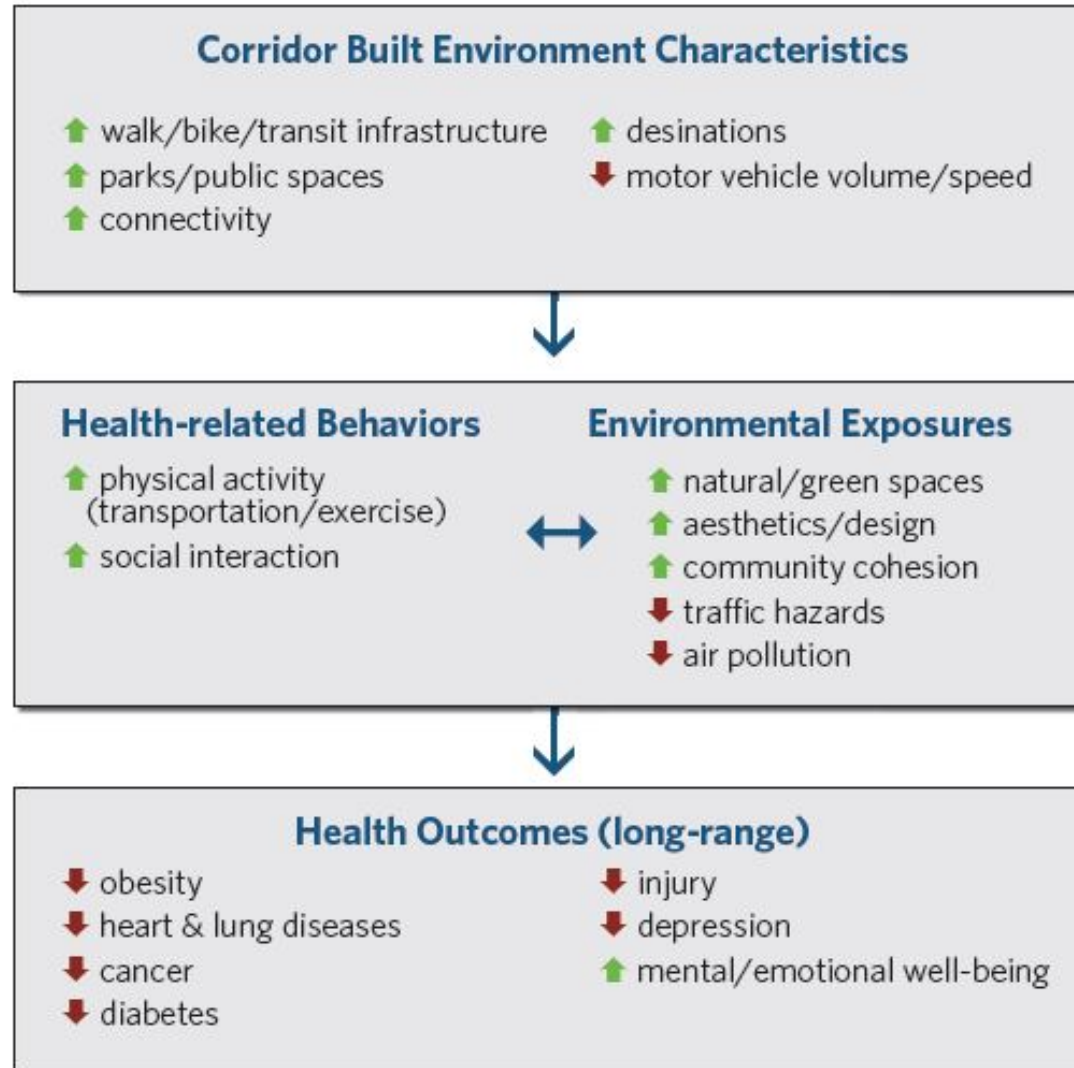 Corridor Built Environment Characteristics
walk/bike/transit infrastructure
parks/public spaces
connectivity
desinations
motor vehicle volume/speed
Health-related Behaviors
physical activity
(transportation/exercise)
social interaction
Environmental Exposures
natural/green spaces
aesthetics/design
community cohesion
traffic hazards
air pollution
Health Outcomes (long-range)
obesity
heart & lung diseases
cancer
diabetes
injury
depression
mental/emotional well-being